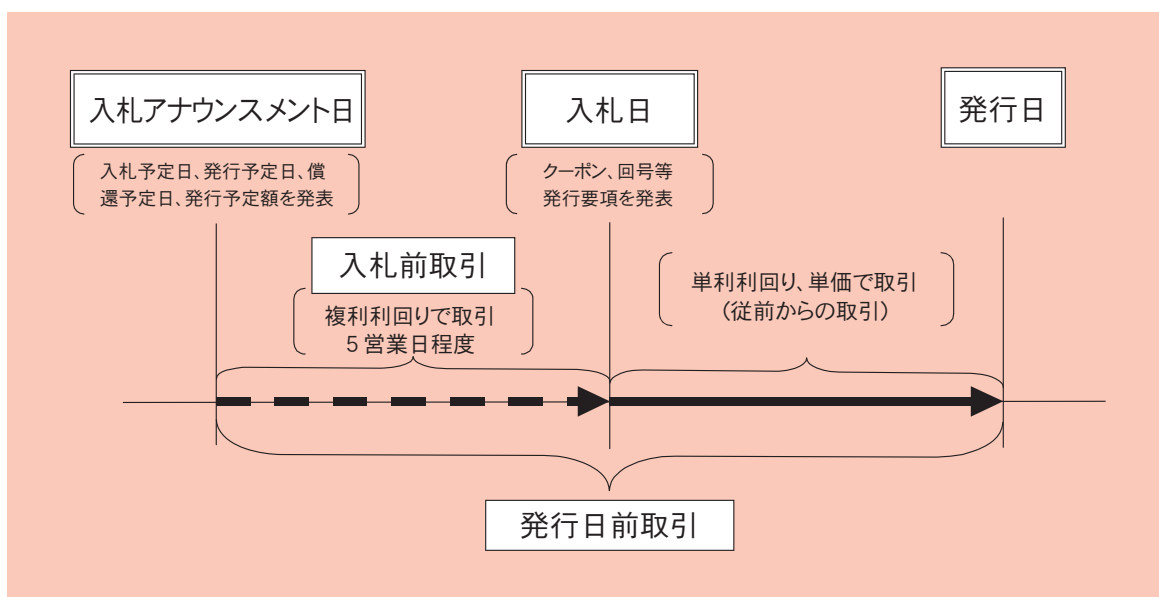 入札アナウンスメント日
入札予定日、発行予定日、償
還予定日、発行予定額を発表
入札日
クーポン、回号等
発行要項を発表
発行日
入札前取引
複利利回りで取引
5営業日程度
単利利回り、単価で取引
(従前からの取引)
発行日前取引